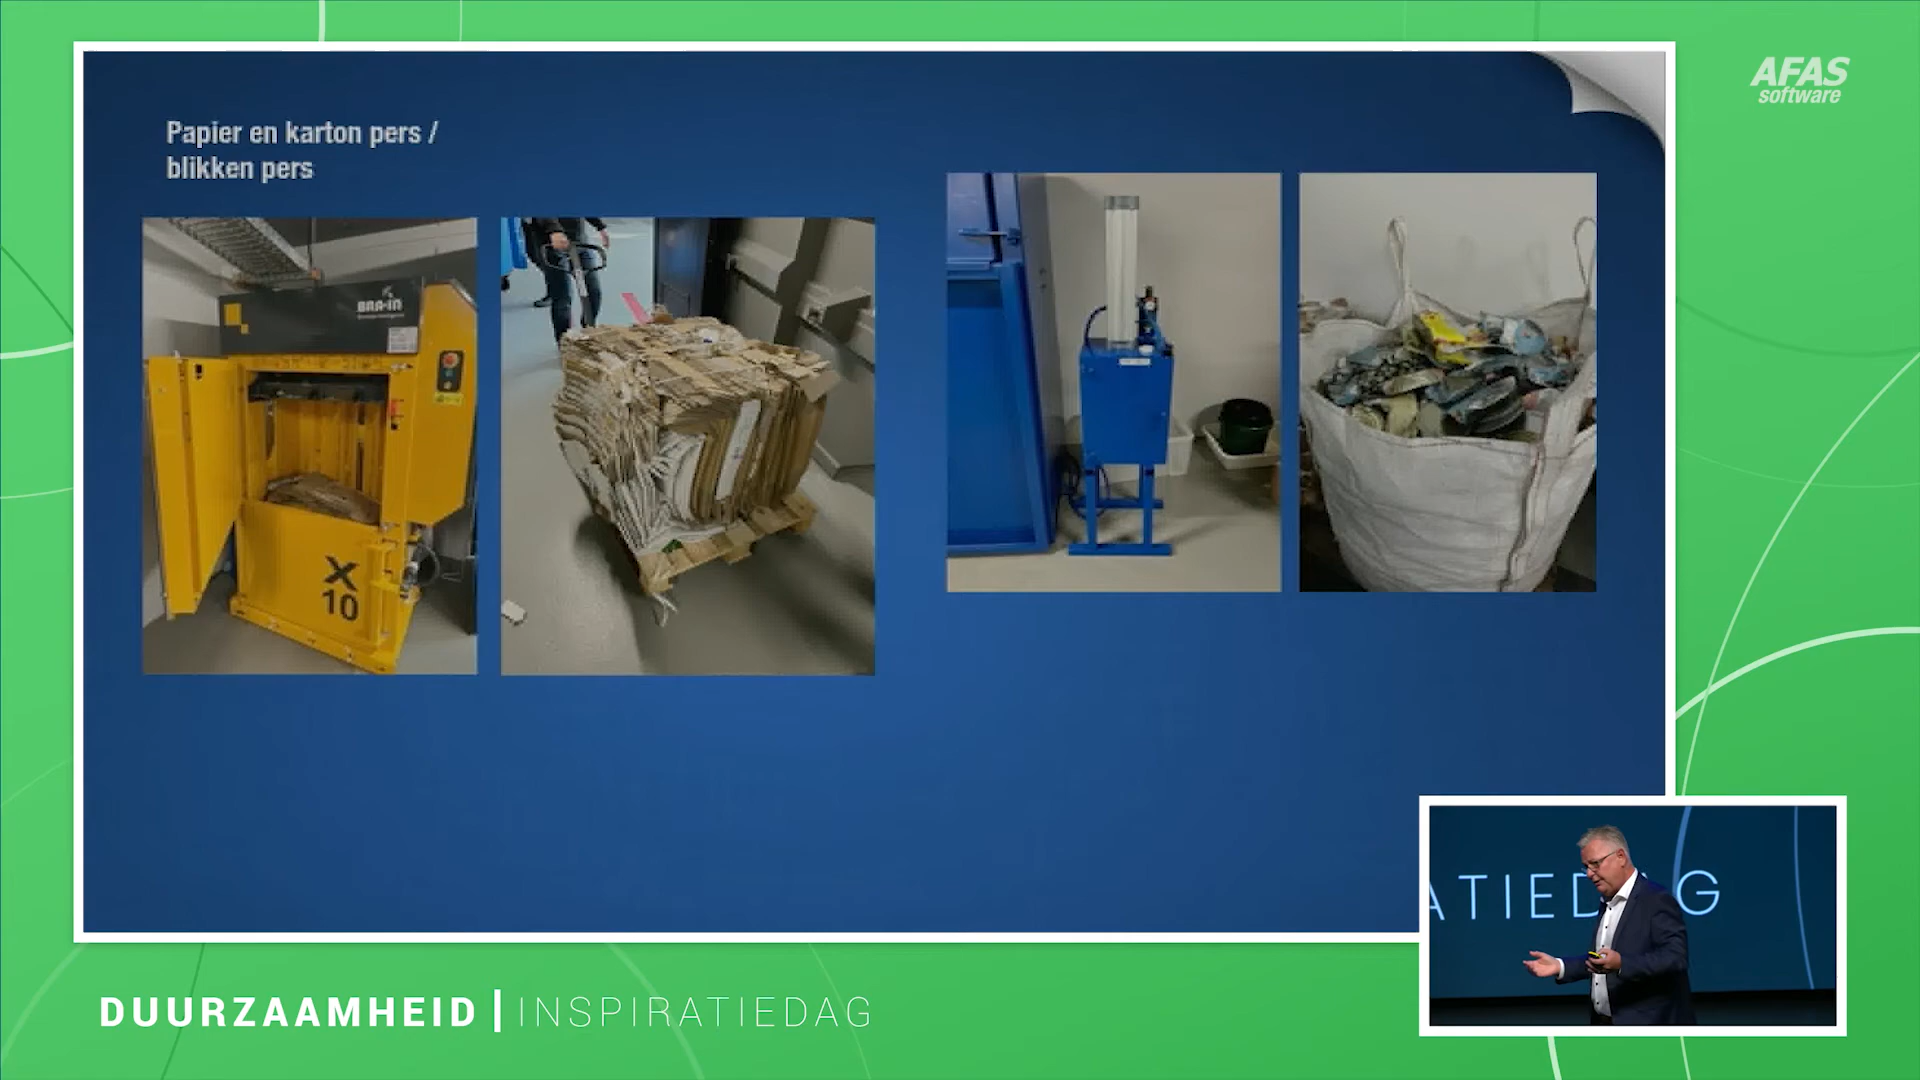 AFAS
software
Papier en karton pers /
blikken pers
BRA-IN
X
10
ATIEDAG
DUURZAAMHEID | INSPIRATIEDAG